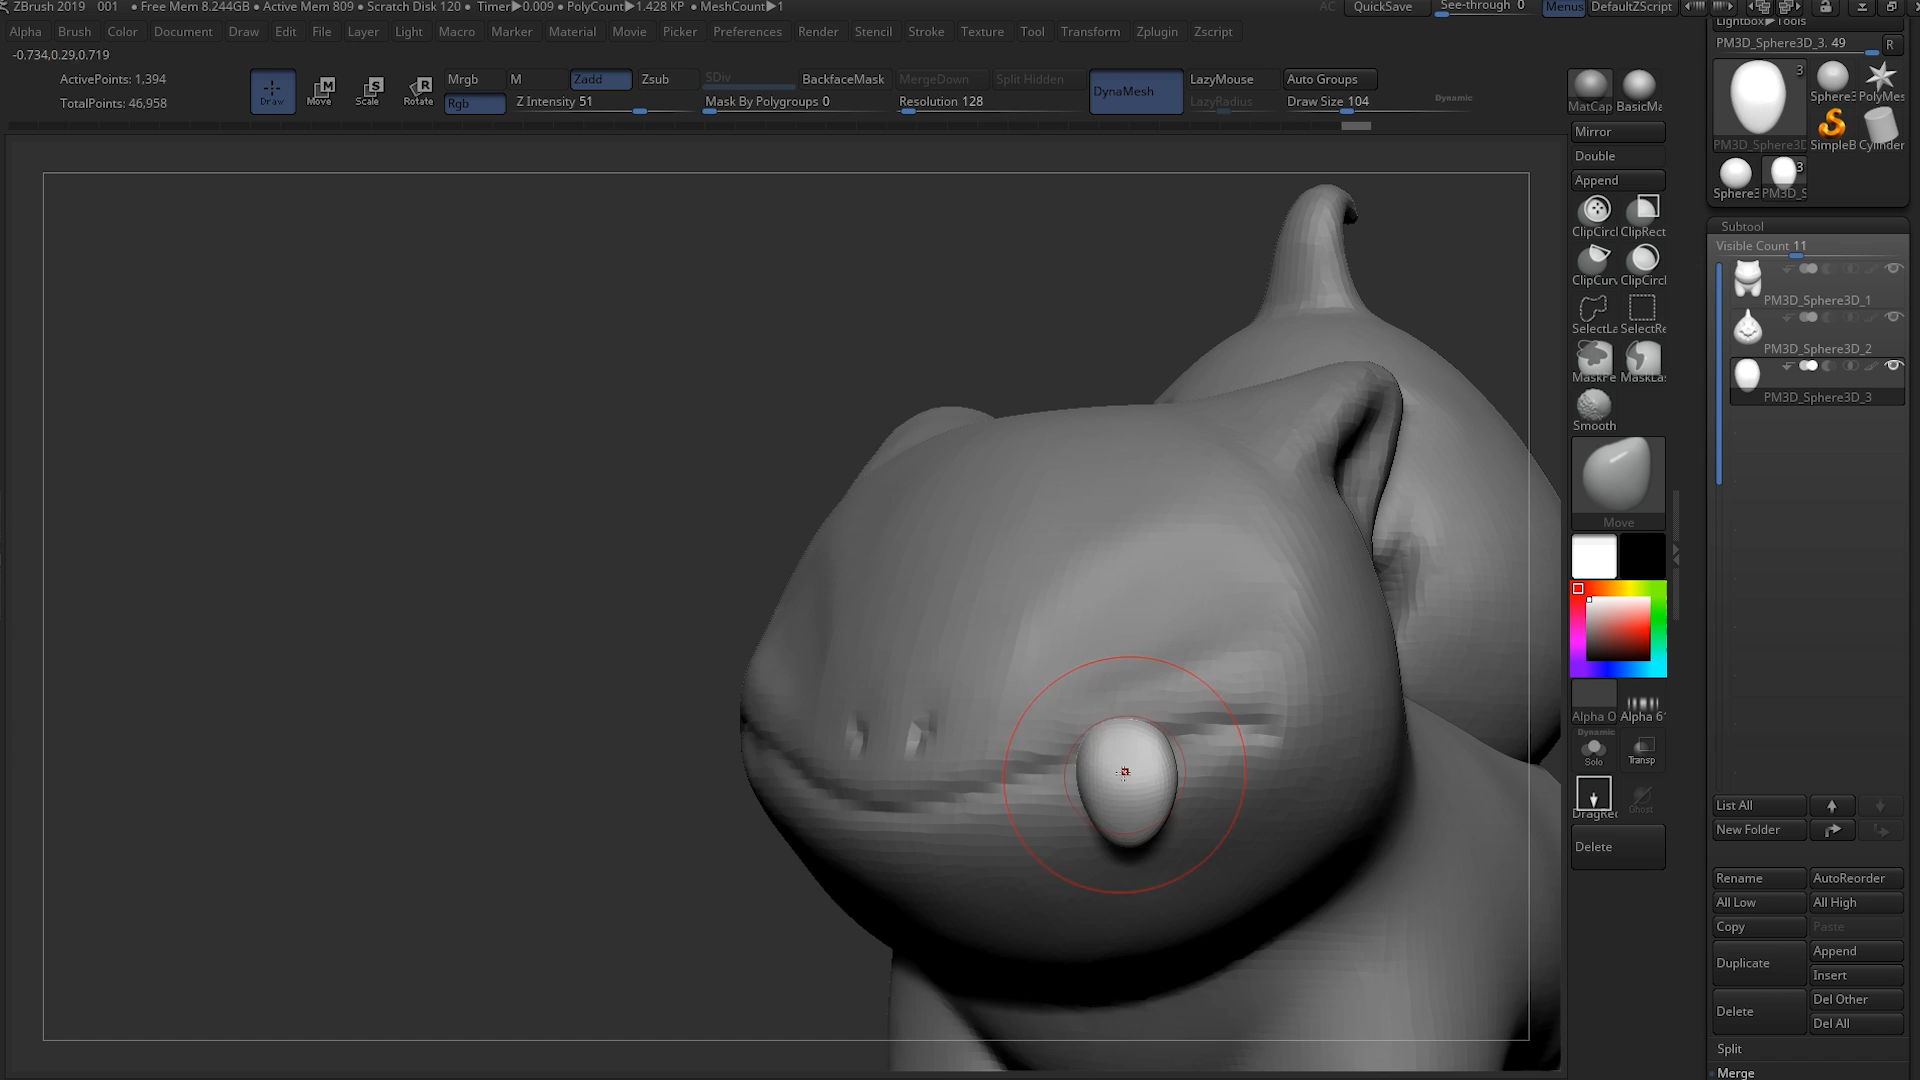 ZBrush 2019 001 • Free Mem 8.244GB • Active Mem 809 • Scratch Disk 120 • Timer▶0.009 • PolyCount▶1.428 KP • MeshCount▶1
AC QuickSave See-through 0 Menus DefaultZScript
Alpha Brush Color Document Draw Edit File Layer Light Macro Marker Material Movie Picker Preferences Render Stencil Stroke Texture Tool Transform Zplugin Zscript
-0.734,0.29,0.719
ActivePoints: 1,394
TotalPoints: 46,958
Draw
Move
Scale
Rotate
Mrgb M Zadd Zsub SDiv BackfaceMask MergeDown Split Hidden DynaMesh LazyMouse Auto Groups
Rgb Z Intensity 51 Mask By Polygroups 0 Resolution 128 LazyRadius Draw Size 104 Dynamic
MatCap BasicMa
Mirror
Double
Append
ClipCircl ClipRect
ClipCurv ClipCircl
SelectLa SelectRe
MaskPe MaskLas
Smooth
Move
Alpha O Alpha 6
Dynamic
Solo Transp
DragRec Ghost
Delete
Lightbox▶Tools
PM3D_Sphere3D_3. 49 R
3
PM3D_Sphere3D
Sphere3 PolyMes
SimpleB Cylinder
3
Sphere3 PM3D_S
Subtool
Visible Count 11
PM3D_Sphere3D_1
PM3D_Sphere3D_2
PM3D_Sphere3D_3
List All
New Folder
Rename AutoReorder
All Low All High
Copy Paste
Duplicate Append
Insert
Delete Del Other
Del All
Split
Merge